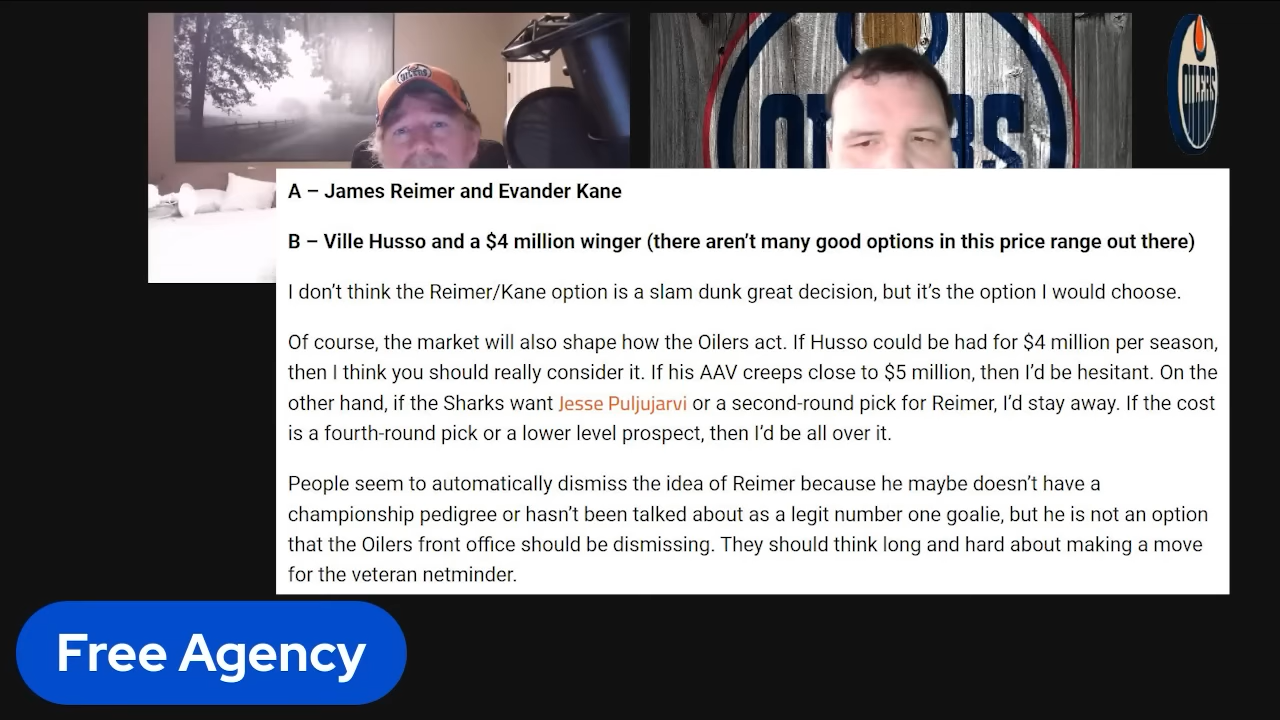 OILERS
OILERS
A – James Reimer and Evander Kane
B – Ville Husso and a $4 million winger (there aren’t many good options in this price range out there)
I don’t think the Reimer/Kane option is a slam dunk great decision, but it’s the option I would choose.
Of course, the market will also shape how the Oilers act. If Husso could be had for $4 million per season,
then I think you should really consider it. If his AAV creeps close to $5 million, then I’d be hesitant. On the
other hand, if the Sharks want Jesse Puljujarvi or a second-round pick for Reimer, I’d stay away. If the cost
is a fourth-round pick or a lower level prospect, then I’d be all over it.
People seem to automatically dismiss the idea of Reimer because he maybe doesn’t have a
championship pedigree or hasn’t been talked about as a legit number one goalie, but he is not an option
that the Oilers front office should be dismissing. They should think long and hard about making a move
for the veteran netminder.
Free Agency